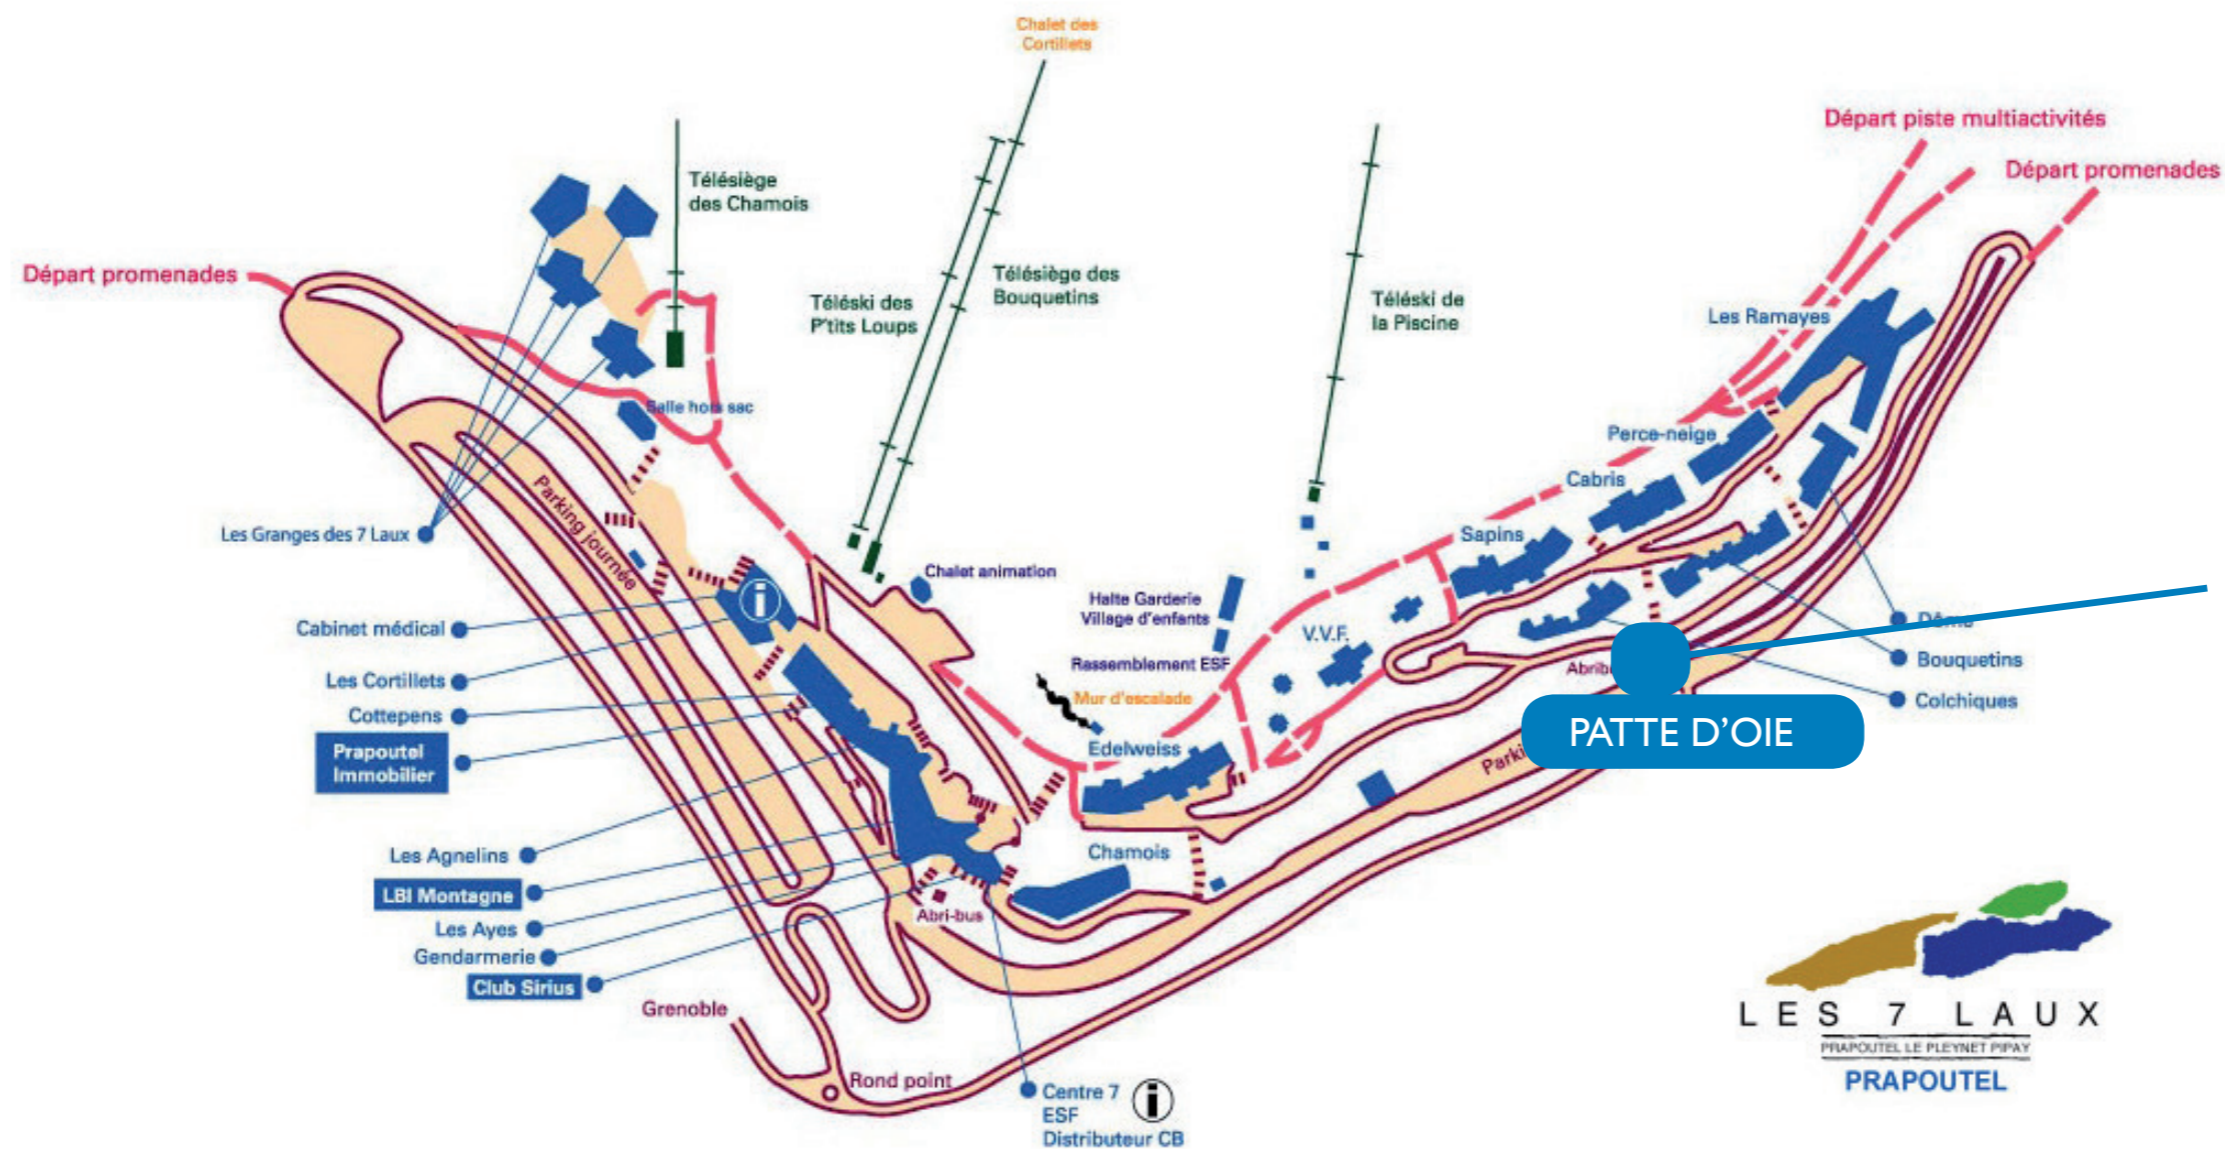 Chalet des
Cortillets
Départ piste multiactivités
Départ promenades
Télésiège
des Chamois
Départ promenades
Télésiège des
Bouquetins
Téléski des
P'tits Loups
Téléski de
la Piscine
Les Ramayes
Salle hors sac
Perce-neige
Cabris
Parking journée
Les Granges des 7 Laux
Sapins
Chalet animation
Halte Garderie
Village d'enfants
Cabinet médical
V.V.F.
Dôme
Rassemblement ESF
Bouquetins
Les Cortillets
Mur d'escalade
Colchiques
Cottepens
PATTE D'OIE
Prapoutel
Immobilier
Edelweiss
Les Agnelins
Chamois
LBI Montagne
Abri-bus
Les Ayes
Gendarmerie
Club Sirius
Grenoble
LES 7 LAUX
PRAPOUTEL LE PLEYNET PIPAY
PRAPOUTEL
Rond point
Centre 7
ESF
Distributeur CB